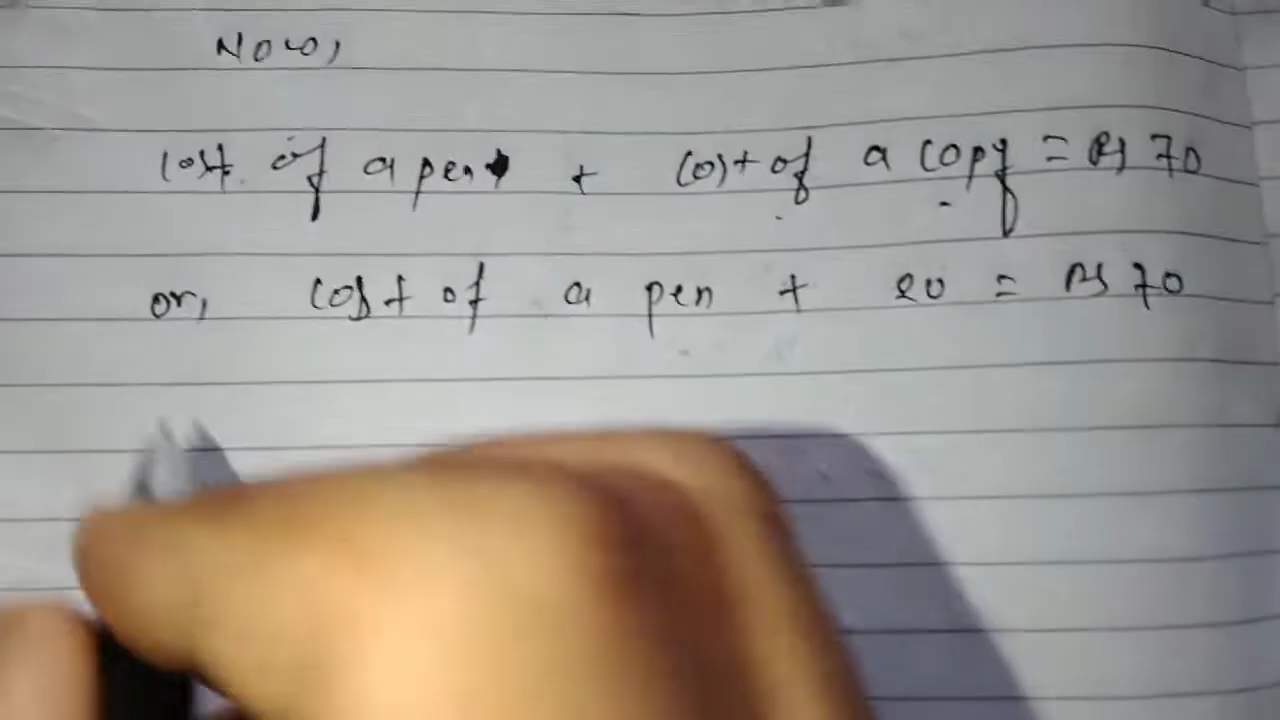 Now,
cost of a pen + cost of a copy = Rs 70
or, cost of a pen + 20 = Rs 70